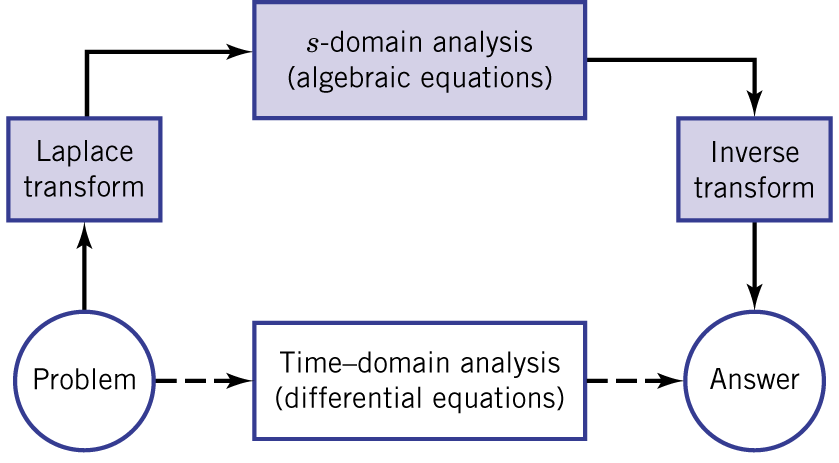 s-domain analysis
(algebraic equations)
Laplace
transform
Inverse
transform
Problem
Time–domain analysis
(differential equations)
Answer